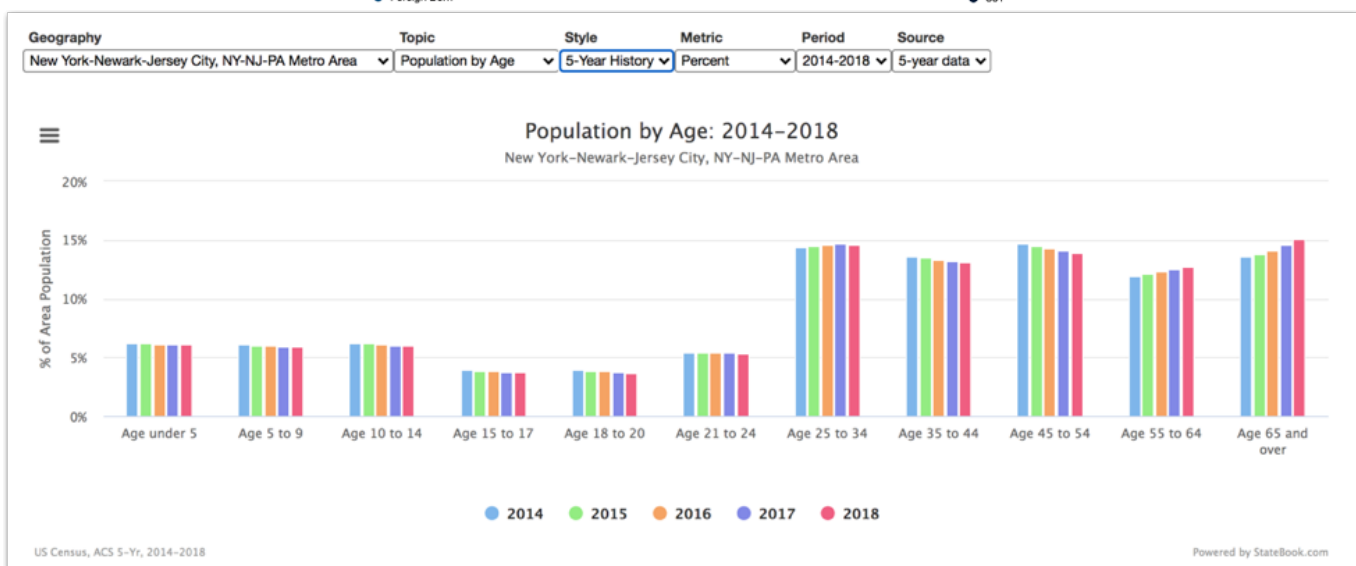 Geography Topic Style Metric Period Source
New York-Newark-Jersey City, NY-NJ-PA Metro Area Population by Age 5-Year History Percent 2014-2018 5-year data
Population by Age: 2014-2018
New York-Newark-Jersey City, NY-NJ-PA Metro Area
20%
15%
10%
5%
0%
% of Area Population
Age under 5 Age 5 to 9 Age 10 to 14 Age 15 to 17 Age 18 to 20 Age 21 to 24 Age 25 to 34 Age 35 to 44 Age 45 to 54 Age 55 to 64 Age 65 and
over
2014 2015 2016 2017 2018
US Census, ACS 5-Yr, 2014-2018 Powered by StateBook.com